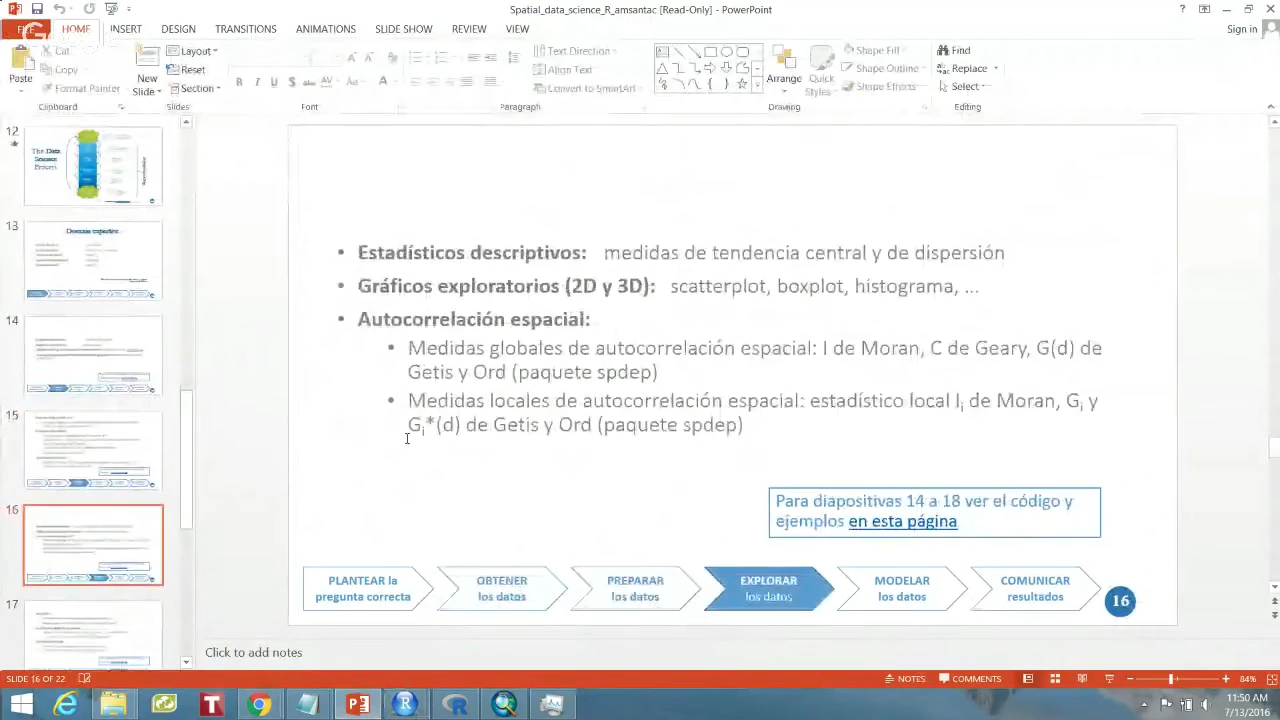 Spatial_data_science_R_amsantac [Read-Only] - PowerPoint
FILE HOME INSERT DESIGN TRANSITIONS ANIMATIONS SLIDE SHOW VIEW Sign in
Cut Layout Text Direction Shape Fill Find
Copy Reset Align Text Shape Outline Replace
Paste Format Painter New Slide Section Convert to SmartArt Arrange Quick Styles Shape Effects Select
Clipboard Slides Font Paragraph Drawing Editing
12
The Data Science Process
13
Domain expertise
14
15
16
17
• Estadísticos descriptivos: medidas de tendencia central y de dispersión
• Gráficos exploratorios (2D y 3D): scatterplot, boxplot, histograma, ...
• Autocorrelación espacial:
• Medidas globales de autocorrelación espacial: I de Moran, C de Geary, G(d) de
Getis y Ord (paquete spdep)
• Medidas locales de autocorrelación espacial: estadístico local Ii de Moran, Gi y
Gi*(d) de Getis y Ord (paquete spdep)
Para diapositivas 14 a 18 ver el código y
ejemplos en esta página
PLANTEAR la pregunta correcta
OBTENER los datos
PREPARAR los datos
EXPLORAR los datos
MODELAR los datos
COMUNICAR resultados
16
Click to add notes
SLIDE 16 OF 22 NOTES COMMENTS 84%
11:50 AM
7/13/2016